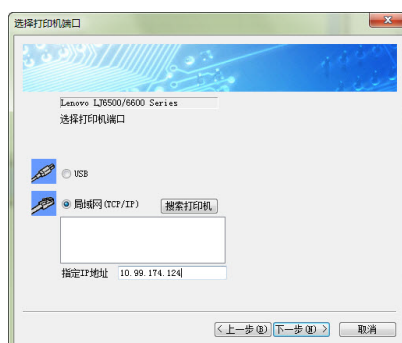 选择打印机端口
Lenovo LJ6500/6600 Series
选择打印机端口
USB
局域网(TCP/IP)
搜索打印机
指定IP地址 10.99.174.124
<上一步(B) 下一步(N)> 取消